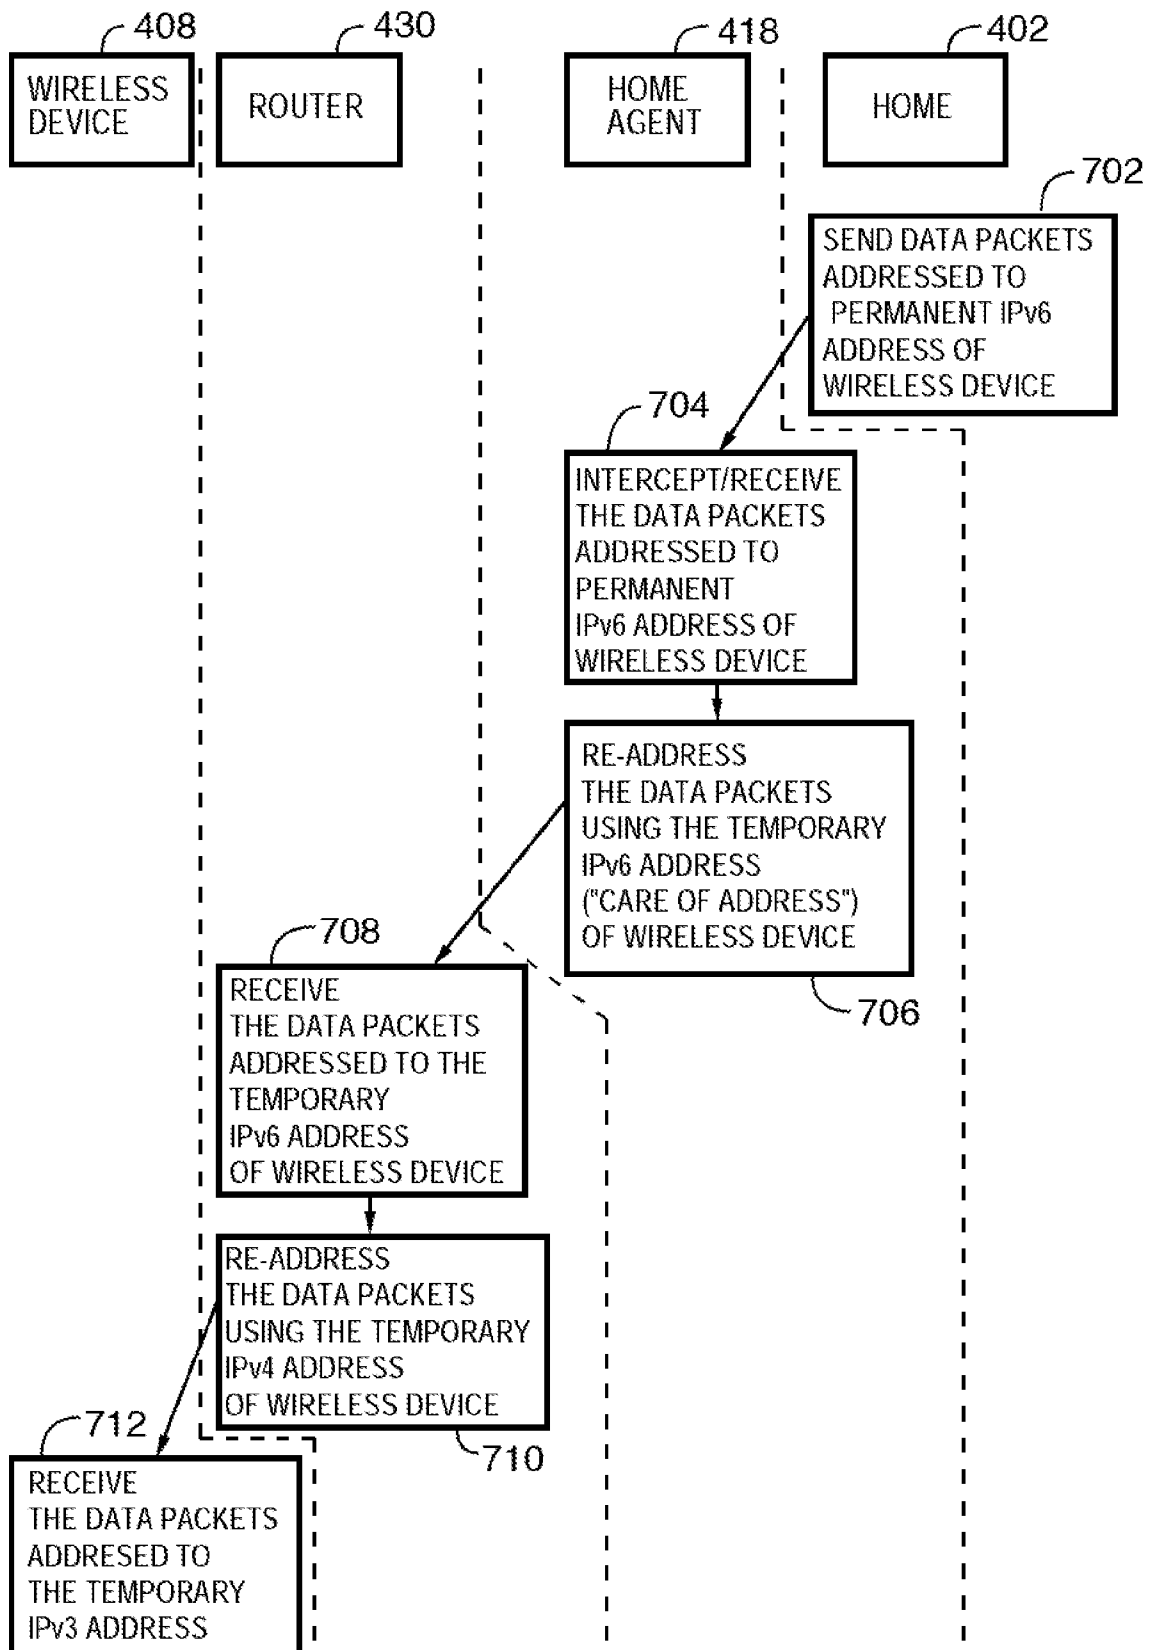 408
430
418
402
WIRELESS
DEVICE
ROUTER
HOME
AGENT
HOME
702
SEND DATA PACKETS
ADDRESSED TO
PERMANENT IPv6
ADDRESS OF
WIRELESS DEVICE
704
INTERCEPT/RECEIVE
THE DATA PACKETS
ADDRESSED TO
PERMANENT
IPv6 ADDRESS OF
WIRELESS DEVICE
RE-ADDRESS
THE DATA PACKETS
USING THE TEMPORARY
IPv6 ADDRESS
("CARE OF ADDRESS")
OF WIRELESS DEVICE
706
708
RECEIVE
THE DATA PACKETS
ADDRESSED TO THE
TEMPORARY
IPv6 ADDRESS
OF WIRELESS DEVICE
RE-ADDRESS
THE DATA PACKETS
USING THE TEMPORARY
IPv4 ADDRESS
OF WIRELESS DEVICE
710
712
RECEIVE
THE DATA PACKETS
ADDRESED TO
THE TEMPORARY
IPv3 ADDRESS